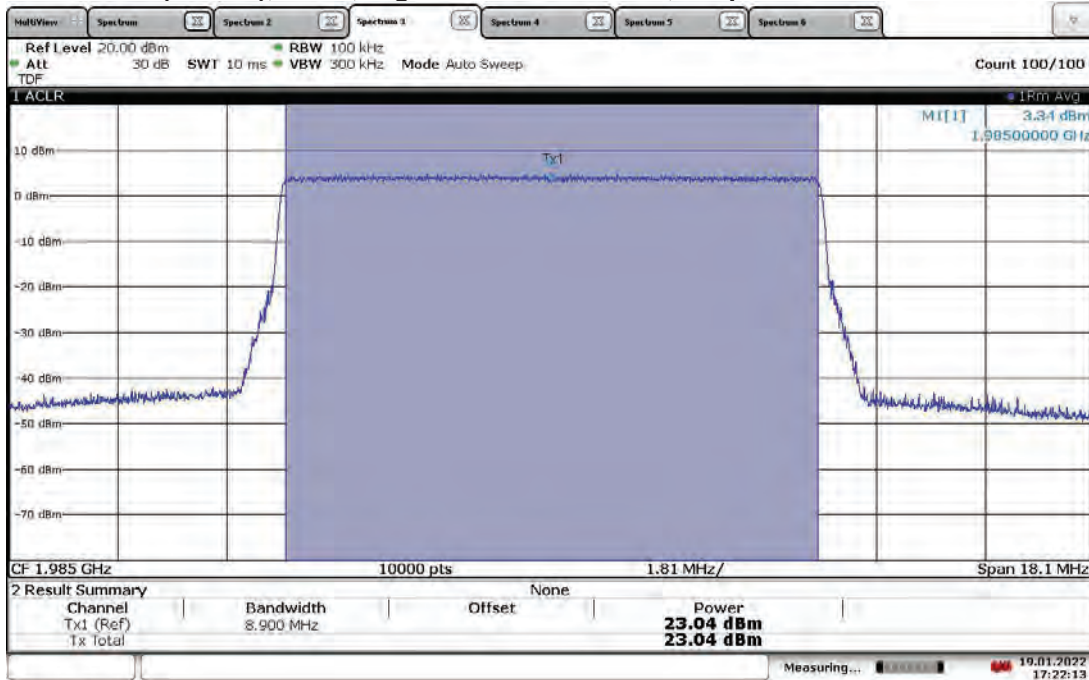 MultiView Spectrum Spectrum 2 Spectrum 3 Spectrum 4 Spectrum 5 Spectrum 6
Ref Level 20.00 dBm RBW 100 kHz
Att 30 dB SWT 10 ms VBW 300 kHz Mode Auto Sweep Count 100/100
TDF
1 ACLR 1Rm Avg
M1[1] 3.34 dBm
1.98500000 GHz
10 dBm
Tx1
0 dBm
-10 dBm
-20 dBm
-30 dBm
-40 dBm
-50 dBm
-60 dBm
-70 dBm
CF 1.985 GHz 10000 pts 1.81 MHz/ Span 18.1 MHz
2 Result Summary None
Channel Bandwidth Offset Power
Tx1 (Ref) 8.900 MHz 23.04 dBm
Tx Total 23.04 dBm
Measuring... 19.01.2022
17:22:13